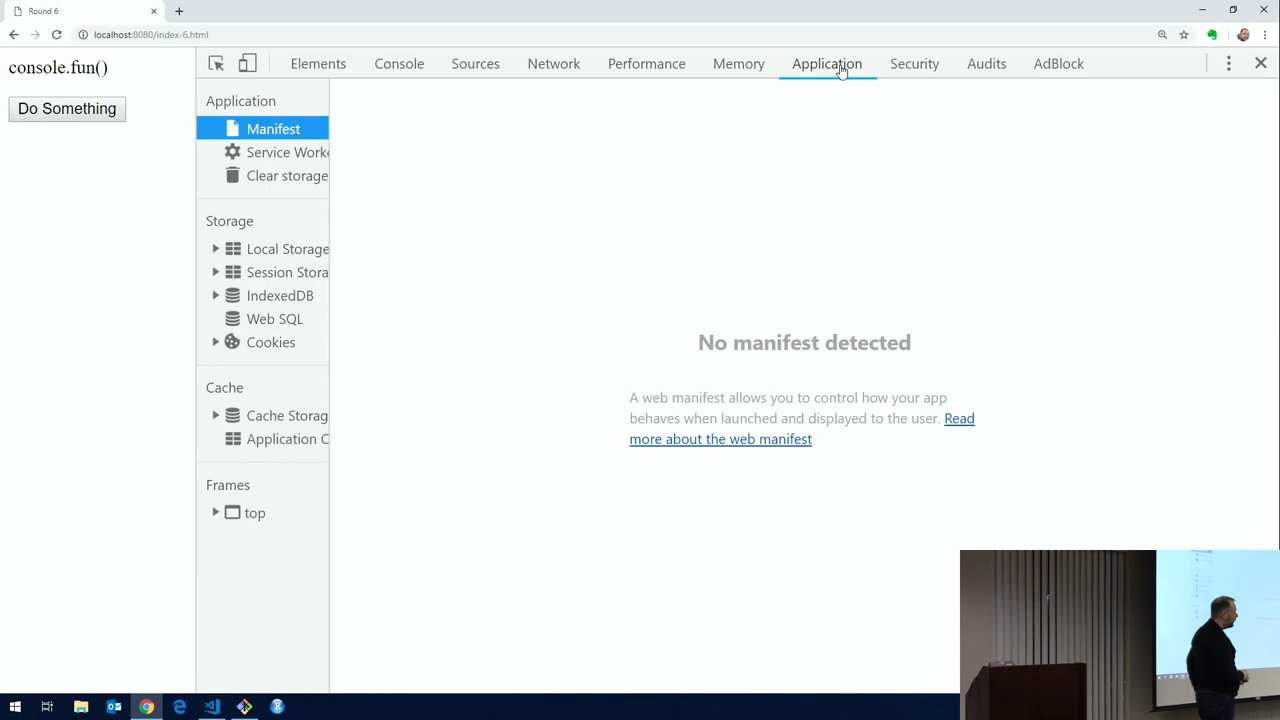 Round 6
localhost:8080/index-6.html
console.fun()
Do Something
Elements Console Sources Network Performance Memory Application Security Audits AdBlock
Application
Manifest
Service Worke
Clear storage
Storage
Local Storage
Session Stora
IndexedDB
Web SQL
Cookies
Cache
Cache Storag
Application C
Frames
top
No manifest detected
A web manifest allows you to control how your app
behaves when launched and displayed to the user. Read
more about the web manifest